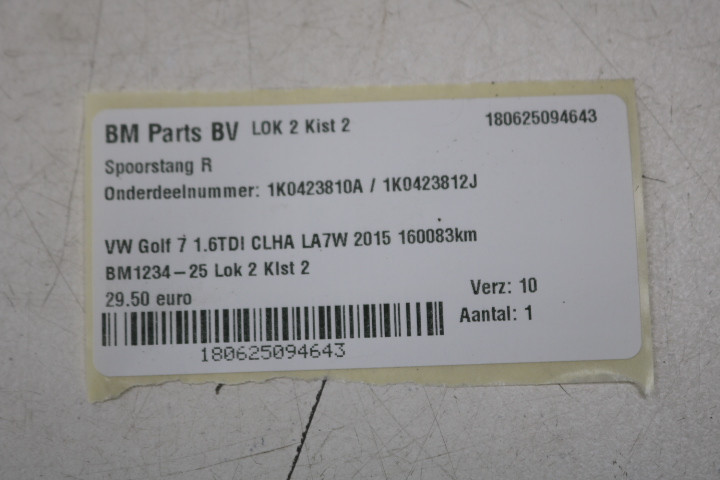 BM Parts BV LOK 2 Kist 2 180625094643
Spoorstang R
Onderdeelnummer: 1K0423810A / 1K0423812J
VW Golf 7 1.6TDI CLHA LA7W 2015 160083km
BM1234-25 Lok 2 KIst 2
29.50 euro
Verz: 10
Aantal: 1
180625094643